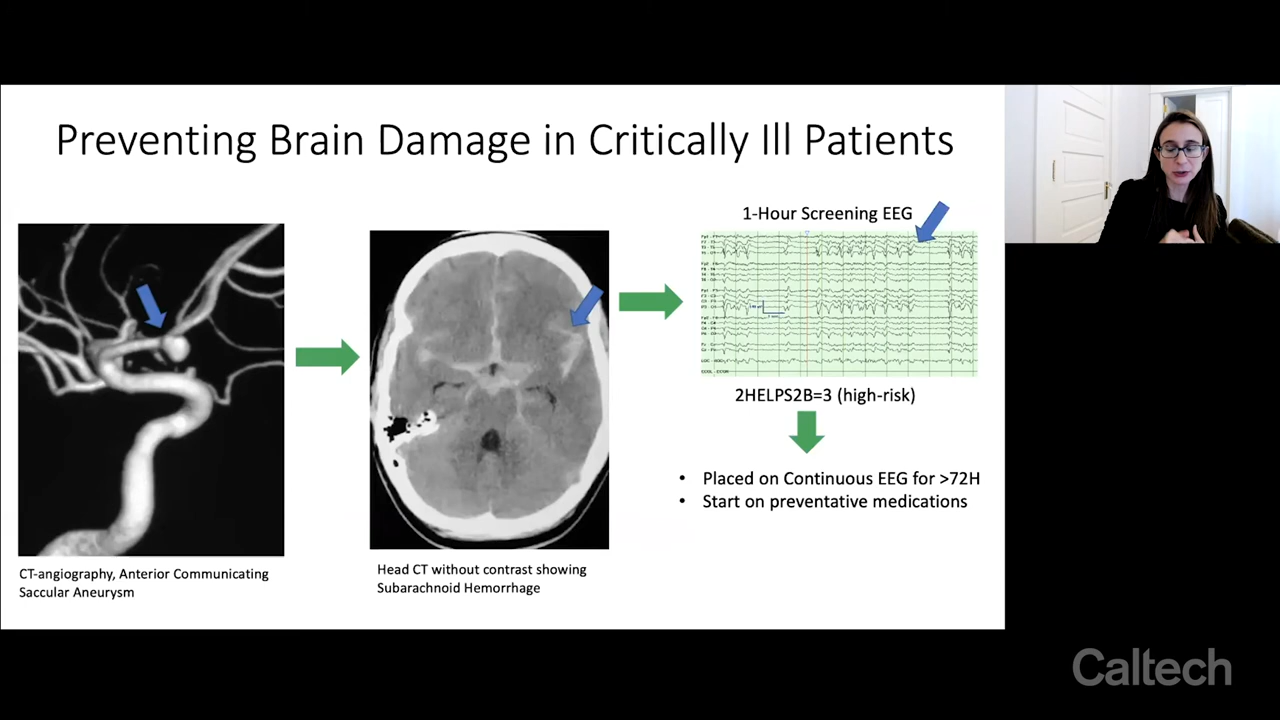 Preventing Brain Damage in Critically Ill Patients
1-Hour Screening EEG
2HELPS2B=3 (high-risk)
• Placed on Continuous EEG for >72H
• Start on preventative medications
CT-angiography, Anterior Communicating
Saccular Aneurysm
Head CT without contrast showing
Subarachnoid Hemorrhage
Caltech